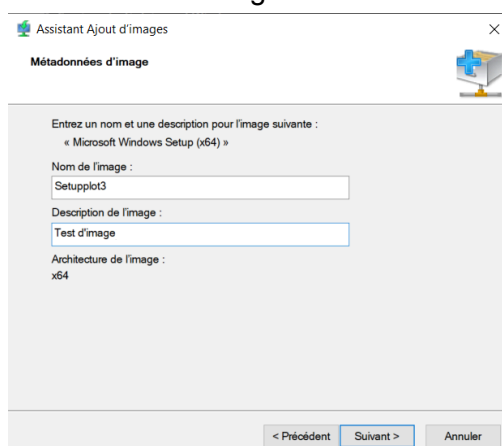 Assistant Ajout d'images
Métadonnées d'image
Entrez un nom et une description pour l'image suivante :
« Microsoft Windows Setup (x64) »
Nom de l'image :
Setupplot3
Description de l'image :
Test d'image
Architecture de l'image :
x64
< Précédent
Suivant >
Annuler